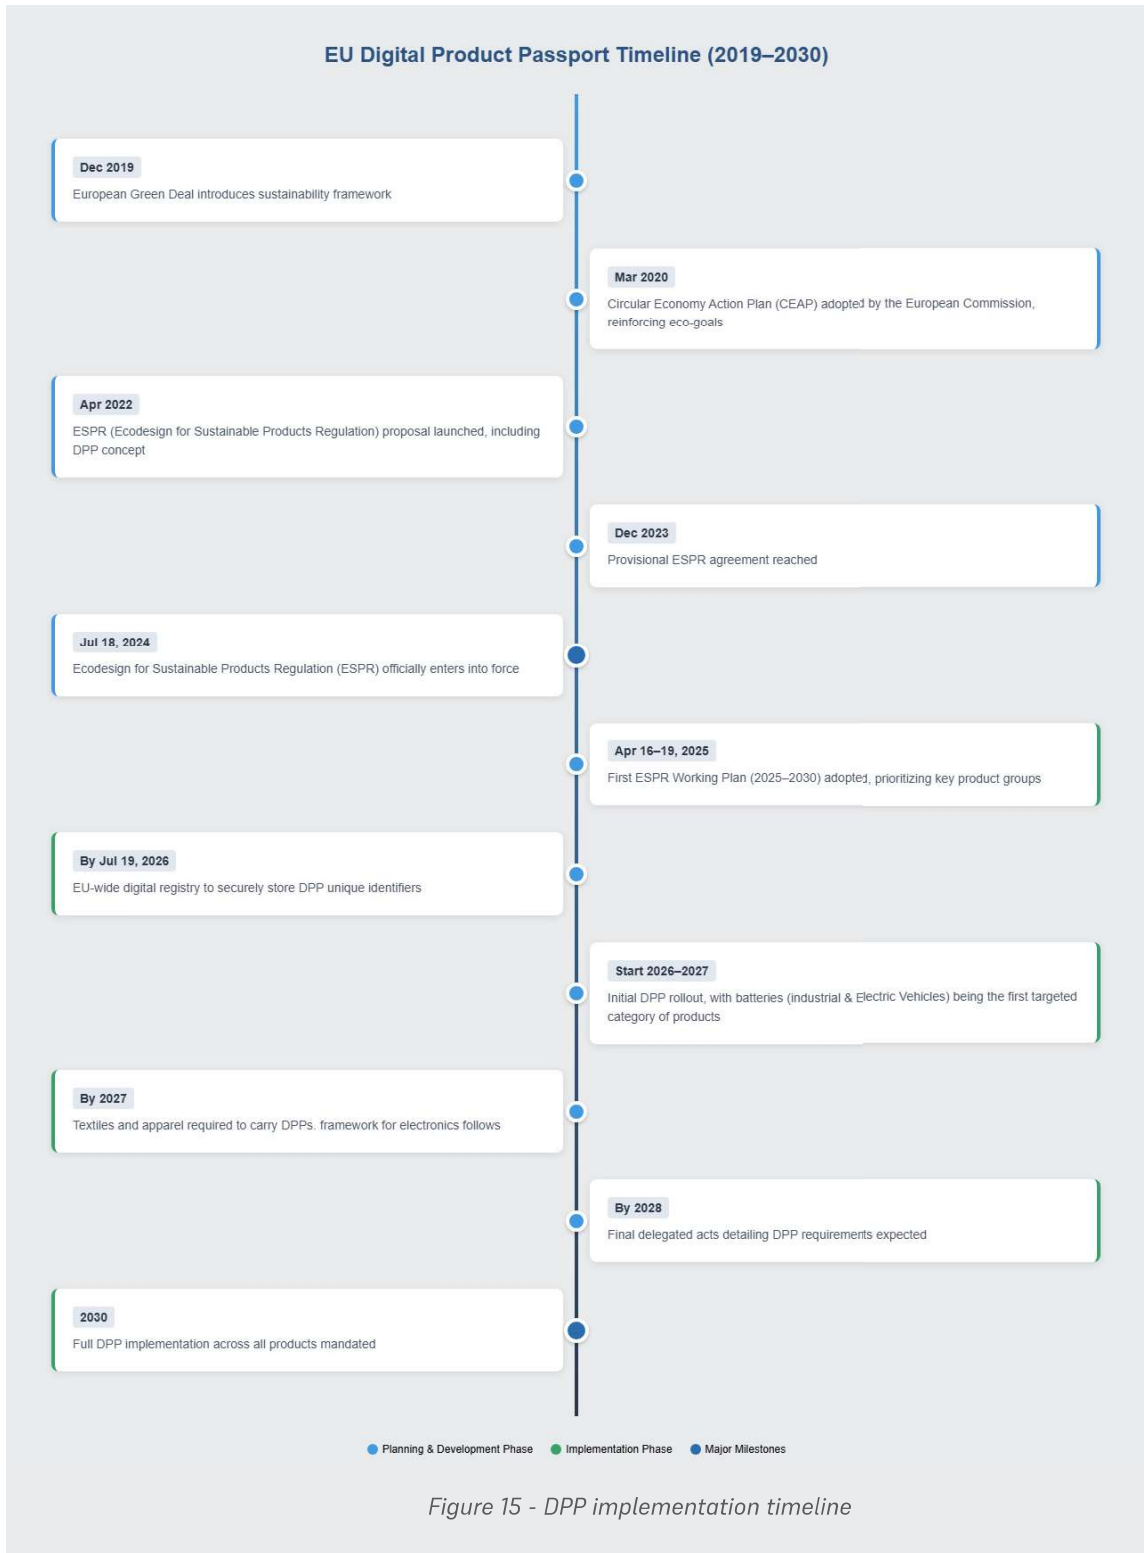 EU Digital Product Passport Timeline (2019–2030)
Dec 2019
European Green Deal introduces sustainability framework
Mar 2020
Circular Economy Action Plan (CEAP) adopted by the European Commission,
reinforcing eco-goals
Apr 2022
ESPR (Ecodesign for Sustainable Products Regulation) proposal launched, including
DPP concept
Dec 2023
Provisional ESPR agreement reached
Jul 18, 2024
Ecodesign for Sustainable Products Regulation (ESPR) officially enters into force
Apr 16–19, 2025
First ESPR Working Plan (2025–2030) adopted, prioritizing key product groups
By Jul 19, 2026
EU-wide digital registry to securely store DPP unique identifiers
Start 2026–2027
Initial DPP rollout, with batteries (industrial & Electric Vehicles) being the first targeted
category of products
By 2027
Textiles and apparel required to carry DPPs. framework for electronics follows
By 2028
Final delegated acts detailing DPP requirements expected
2030
Full DPP implementation across all products mandated
Planning & Development Phase
Implementation Phase
Major Milestones
Figure 15 - DPP implementation timeline